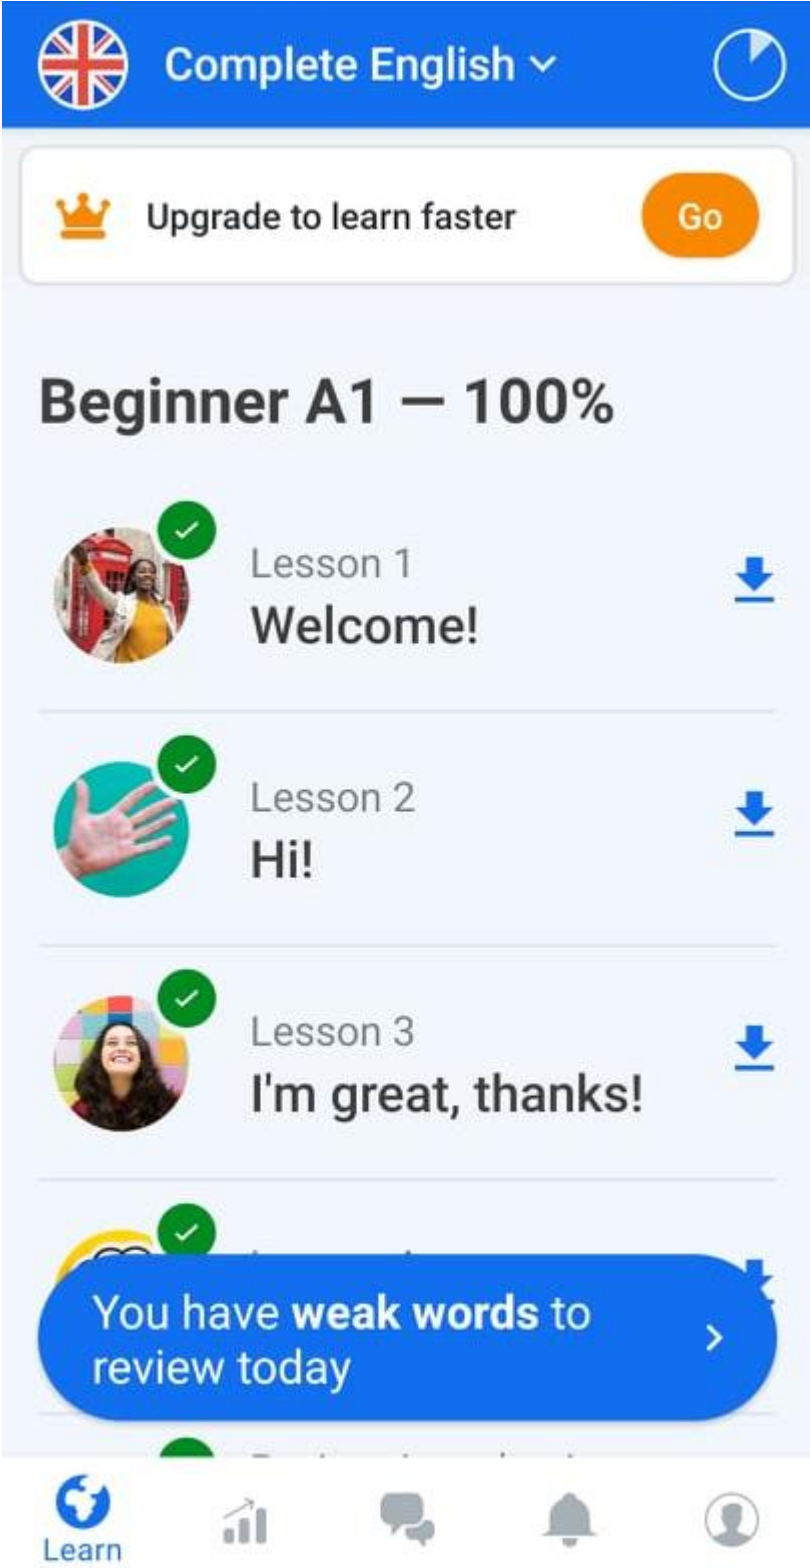 Complete English
Upgrade to learn faster
Go
Beginner A1 — 100%
Lesson 1
Welcome!
Lesson 2
Hi!
Lesson 3
I'm great, thanks!
You have weak words to
review today
Learn